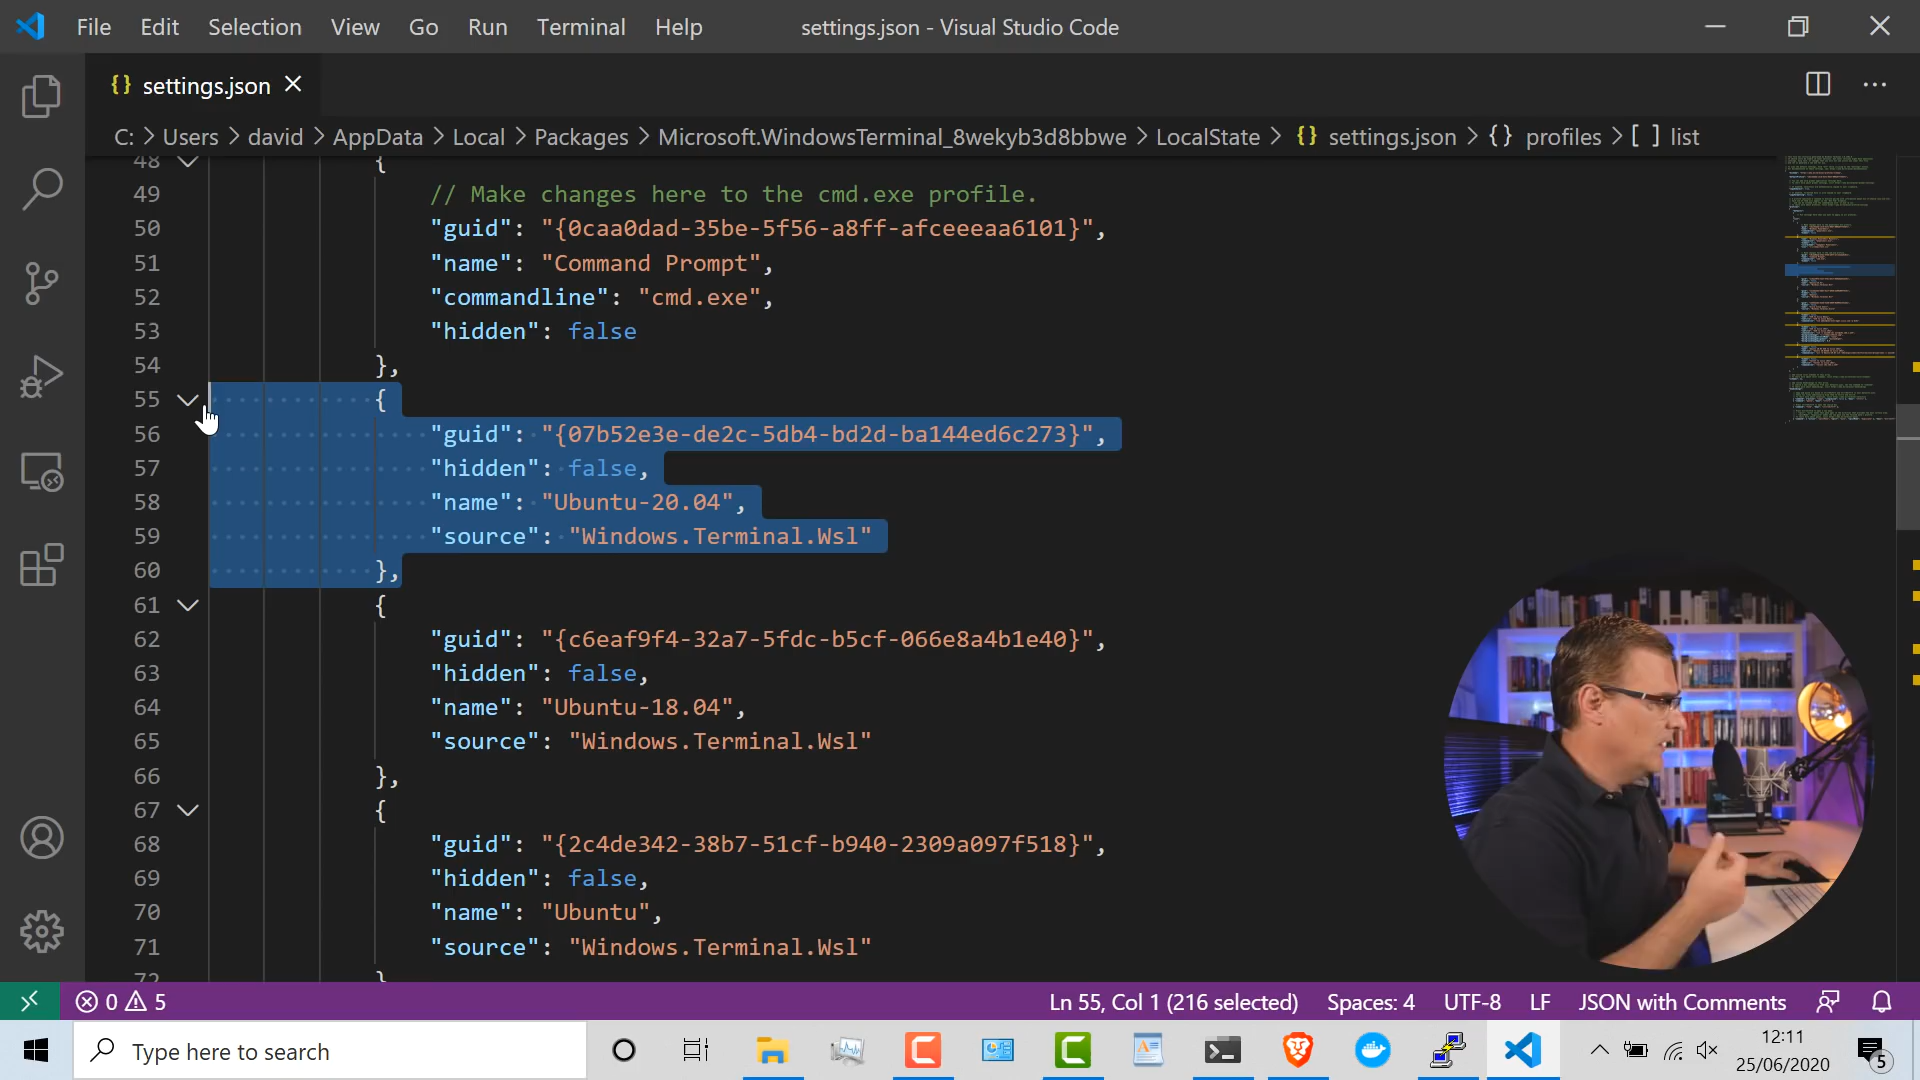 File Edit Selection View Go Run Terminal Help settings.json - Visual Studio Code
{} settings.json
C: > Users > david > AppData > Local > Packages > Microsoft.WindowsTerminal_8wekyb3d8bbwe > LocalState > {} settings.json > {} profiles > [ ] list
48 {
49 // Make changes here to the cmd.exe profile.
50 "guid": "{0caa0dad-35be-5f56-a8ff-afceeeaa6101}",
51 "name": "Command Prompt",
52 "commandline": "cmd.exe",
53 "hidden": false
54 },
55 {
56 "guid": "{07b52e3e-de2c-5db4-bd2d-ba144ed6c273}",
57 "hidden": false,
58 "name": "Ubuntu-20.04",
59 "source": "Windows.Terminal.Wsl"
60 },
61 {
62 "guid": "{c6eaf9f4-32a7-5fdc-b5cf-066e8a4b1e40}",
63 "hidden": false,
64 "name": "Ubuntu-18.04",
65 "source": "Windows.Terminal.Wsl"
66 },
67 {
68 "guid": "{2c4de342-38b7-51cf-b940-2309a097f518}",
69 "hidden": false,
70 "name": "Ubuntu",
71 "source": "Windows.Terminal.Wsl"
72 }
0 5 Ln 55, Col 1 (216 selected) Spaces: 4 UTF-8 LF JSON with Comments
Type here to search
12:11
25/06/2020
5